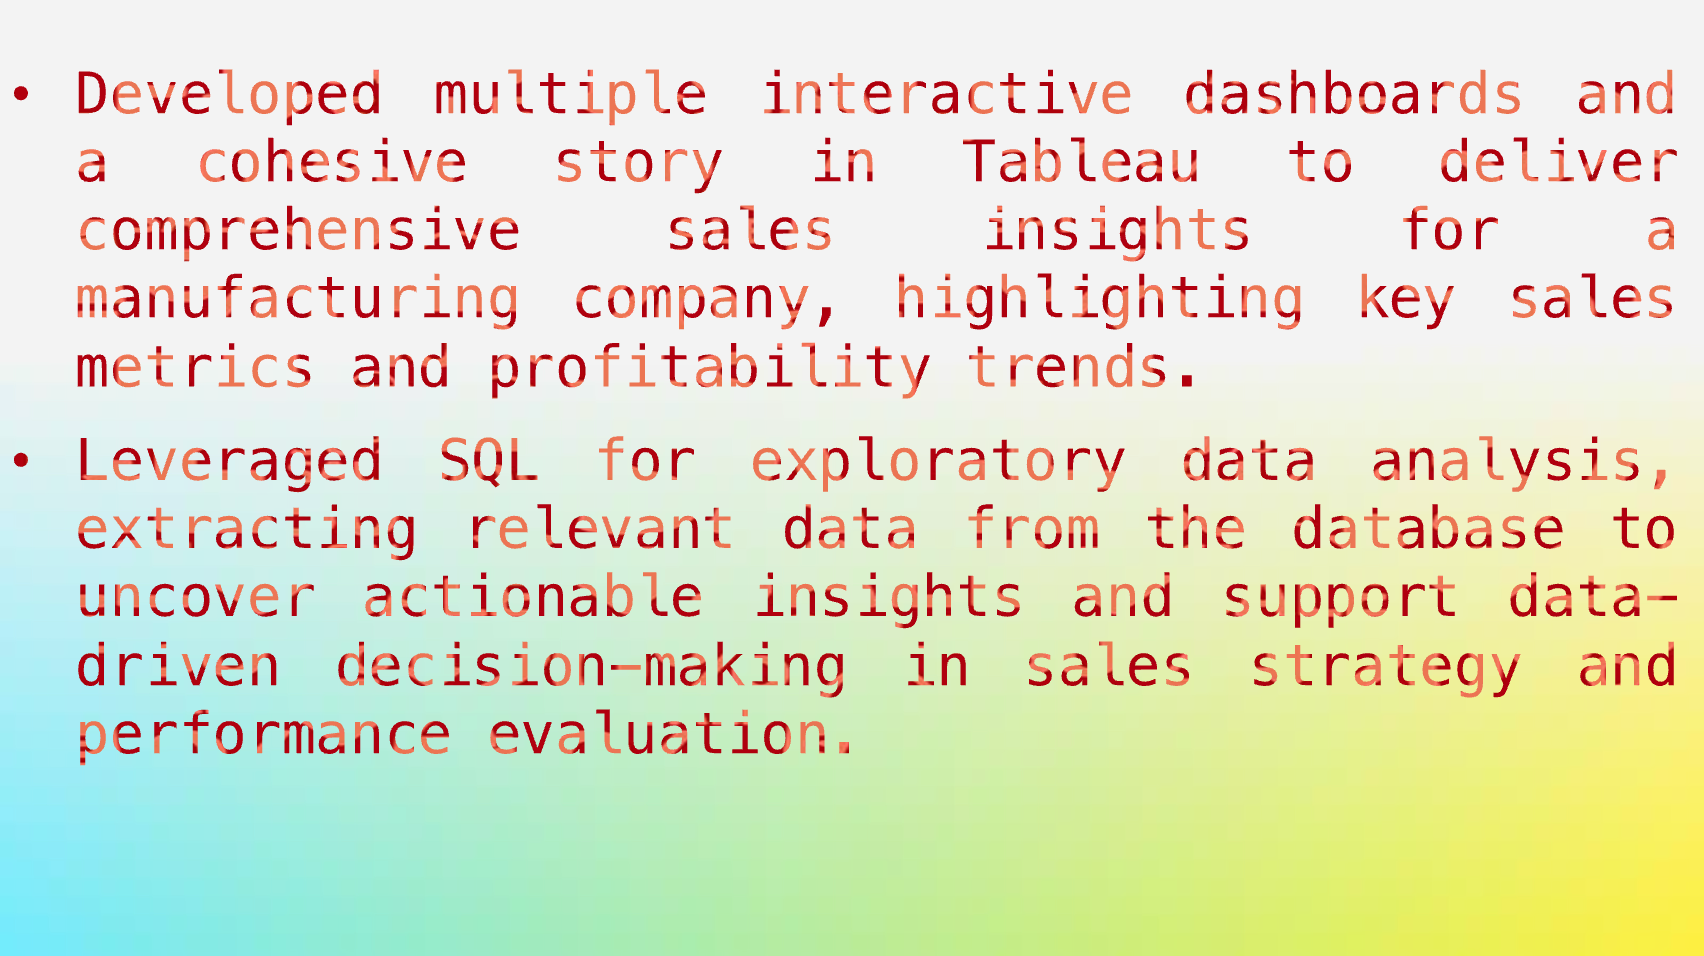 • Developed multiple interactive dashboards and
a cohesive story in Tableau to deliver
comprehensive sales insights for a
manufacturing company, highlighting key sales
metrics and profitability trends.
• Leveraged SQL for exploratory data analysis,
extracting relevant data from the database to
uncover actionable insights and support data-
driven decision-making in sales strategy and
performance evaluation.